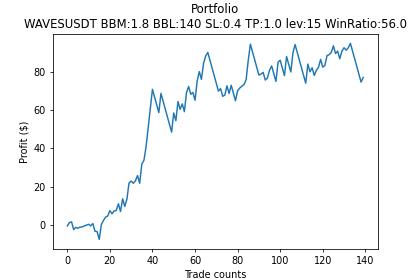 Portfolio
WAVESUSDT BBM:1.8 BBL:140 SL:0.4 TP:1.0 lev:15 WinRatio:56.0
Profit ($)
80
60
40
20
0
0 20 40 60 80 100 120 140
Trade counts